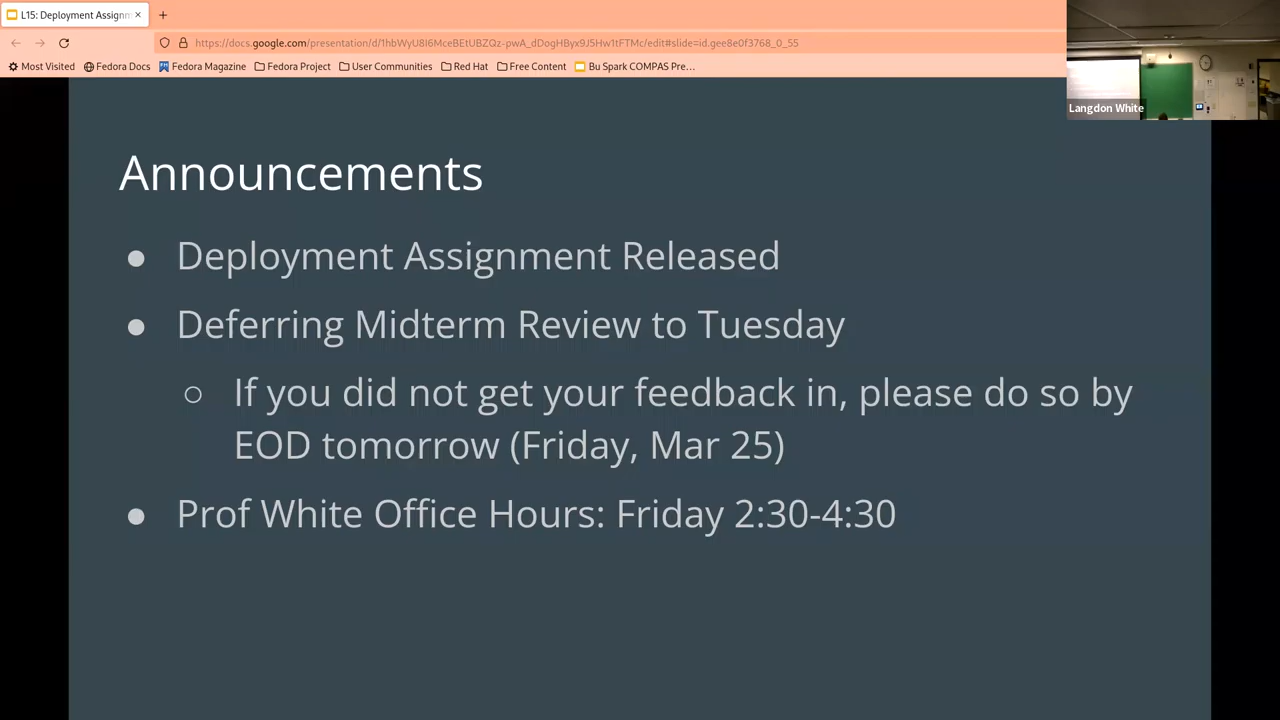 L15: Deployment Assignm
https://docs.google.com/presentation/d/1hbWyU8I6MceBEtUBZQz-pwA_dDogHByx9J5Hw1tFTMc/edit#slide=id.gee8e0f3768_0_55
Most Visited Fedora Docs Fedora Magazine Fedora Project User Communities Red Hat Free Content Bu Spark COMPAS Pre…
Langdon White
Announcements
● Deployment Assignment Released
● Deferring Midterm Review to Tuesday
○ If you did not get your feedback in, please do so by
EOD tomorrow (Friday, Mar 25)
● Prof White Office Hours: Friday 2:30-4:30